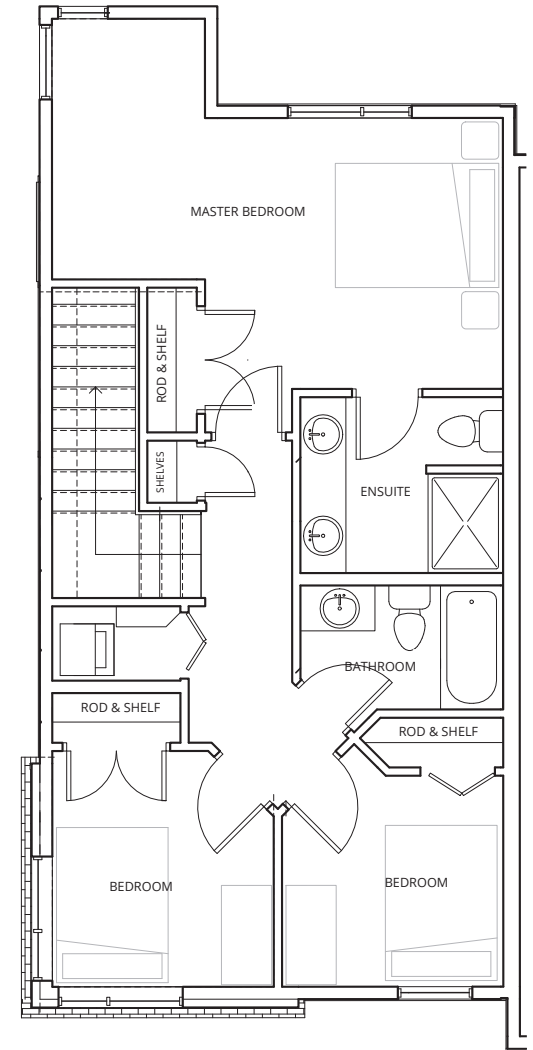 MASTER BEDROOM
ROD & SHELF
SHELVES
ENSUITE
BATHROOM
ROD & SHELF
ROD & SHELF
BEDROOM
BEDROOM